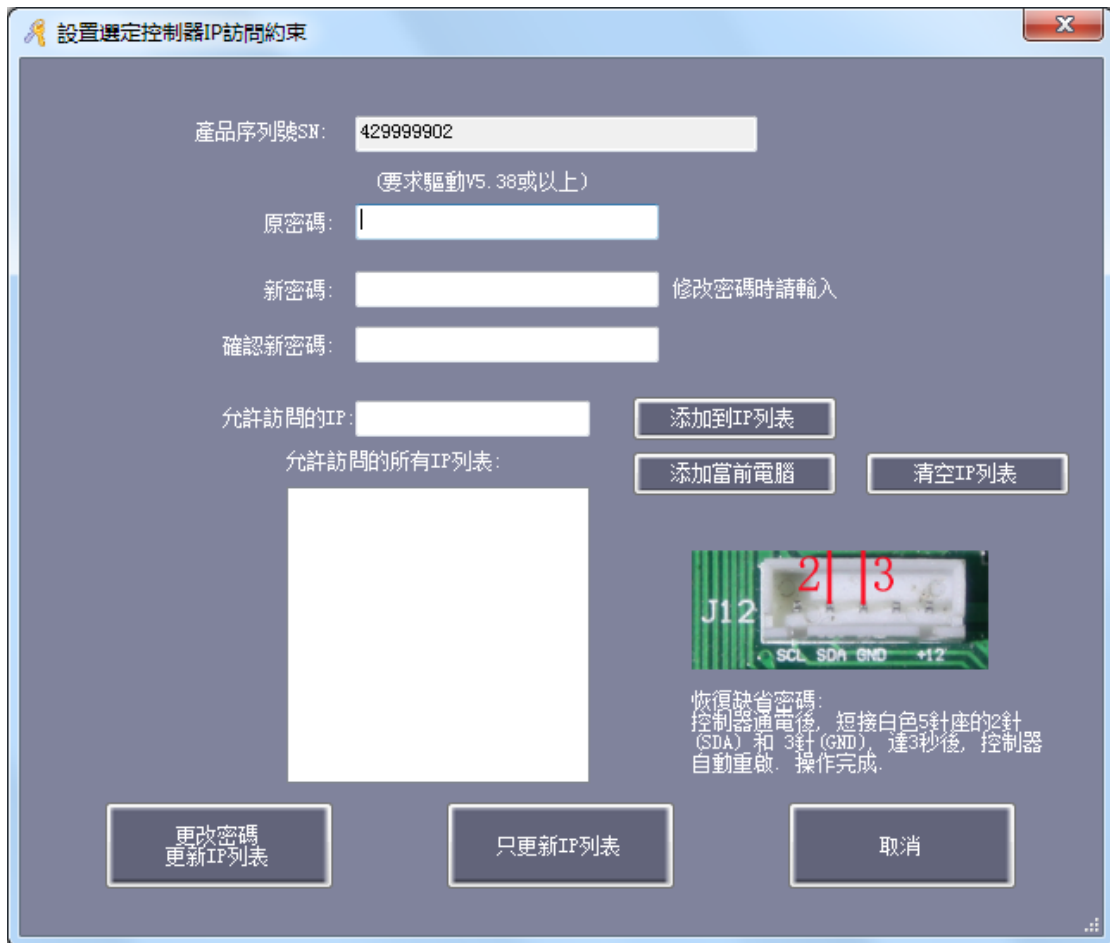 設置選定控制器IP訪問約束
產品序列號SN: 429999902
(要求驅動V5.38或以上)
原密碼:
新密碼: 修改密碼時請輸入
確認新密碼:
允許訪問的IP: 添加到IP列表
允許訪問的所有IP列表: 添加當前電腦 清空IP列表
2 3
J12
SCL SDA GND +12
恢復缺省密碼:
控制器通電後, 短接白色5針座的2針
(SDA) 和 3針(GND), 達3秒後, 控制器
自動重啟. 操作完成.
更改密碼
更新IP列表
只更新IP列表
取消